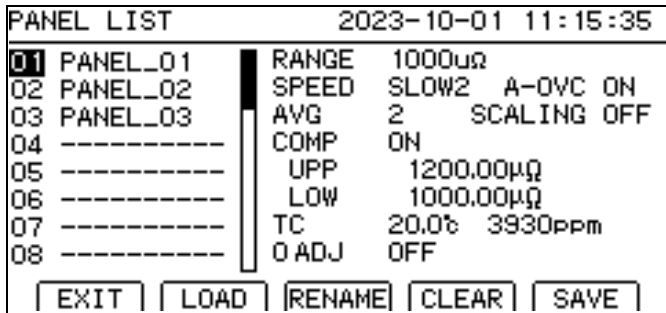 PANEL LIST 2023-10-01 11:15:35
01 PANEL_01
02 PANEL_02
03 PANEL_03
04 ----------
05 ----------
06 ----------
07 ----------
08 ----------
RANGE 1000uΩ
SPEED SLOW2 A-OVC ON
AVG 2 SCALING OFF
COMP ON
UPP 1200.00μΩ
LOW 1000.00μΩ
TC 20.0℃ 3930ppm
0 ADJ OFF
EXIT LOAD RENAME CLEAR SAVE